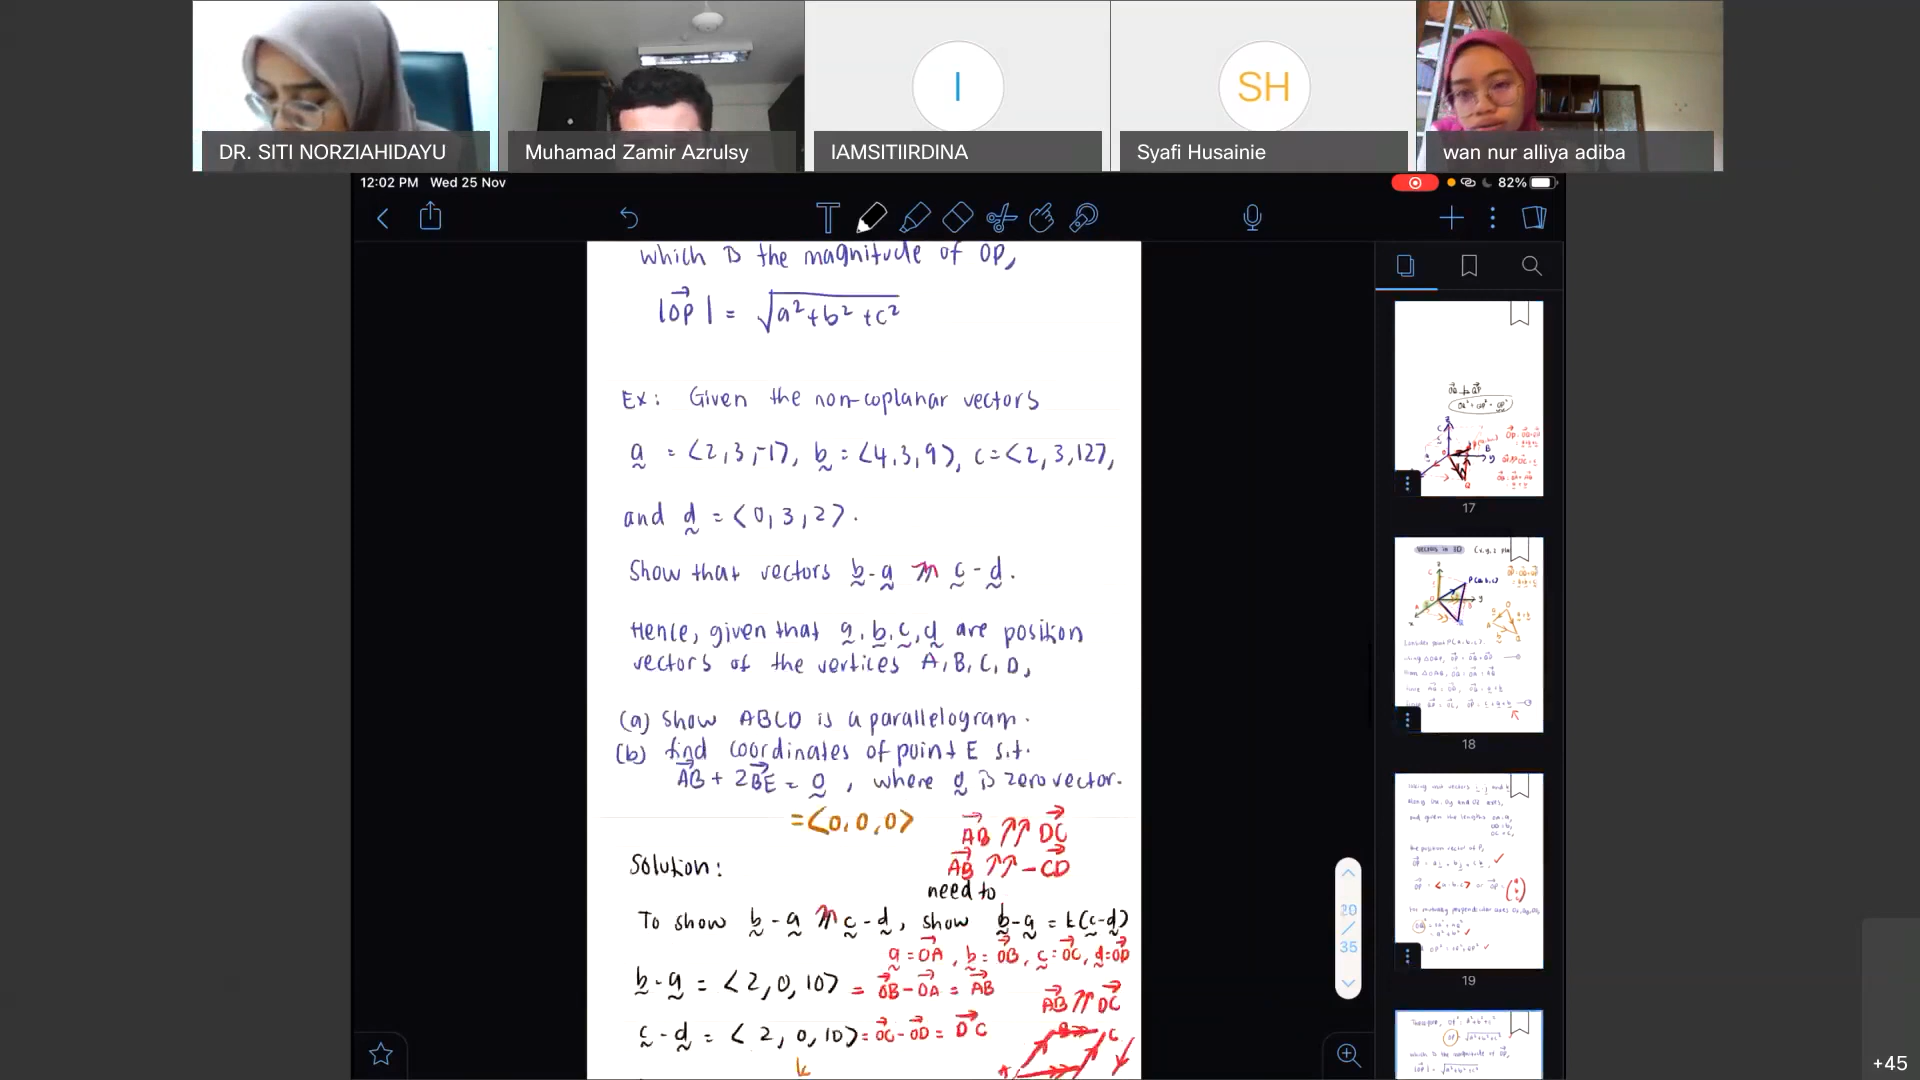 DR. SITI NORZIAHIDAYU
Muhamad Zamir Azrulsy
I
IAMSITIIRDINA
SH
Syafi Husainie
wan nur alliya adiba
12:02 PM Wed 25 Nov
82%
which is the magnitude of OP,
|OP| = √a²+b²+c²
Ex: Given the non-coplanar vectors
a = <2,3,-1>, b = <4,3,9>, c = <2,3,12>,
and d = <0,3,2>.
Show that vectors b-a ⇈ c-d.
Hence, given that a, b, c, d are position
vectors of the vertices A, B, C, D,
(a) show ABCD is a parallelogram.
(b) find coordinates of point E s.t.
AB + 2BE = 0, where 0 is zero vector.
= <0,0,0>
AB ⇈ DC
AB ⇈ -CD
Solution:
need to
To show b-a ⇈ c-d, show b-a = k(c-d)
a = OA, b = OB, c = OC, d = OD
b-a = <2,0,10> = OB-OA = AB
AB ⇈ DC
c-d = <2,0,10> = OC-OD = DC
20
/
35
17
18
19
+45